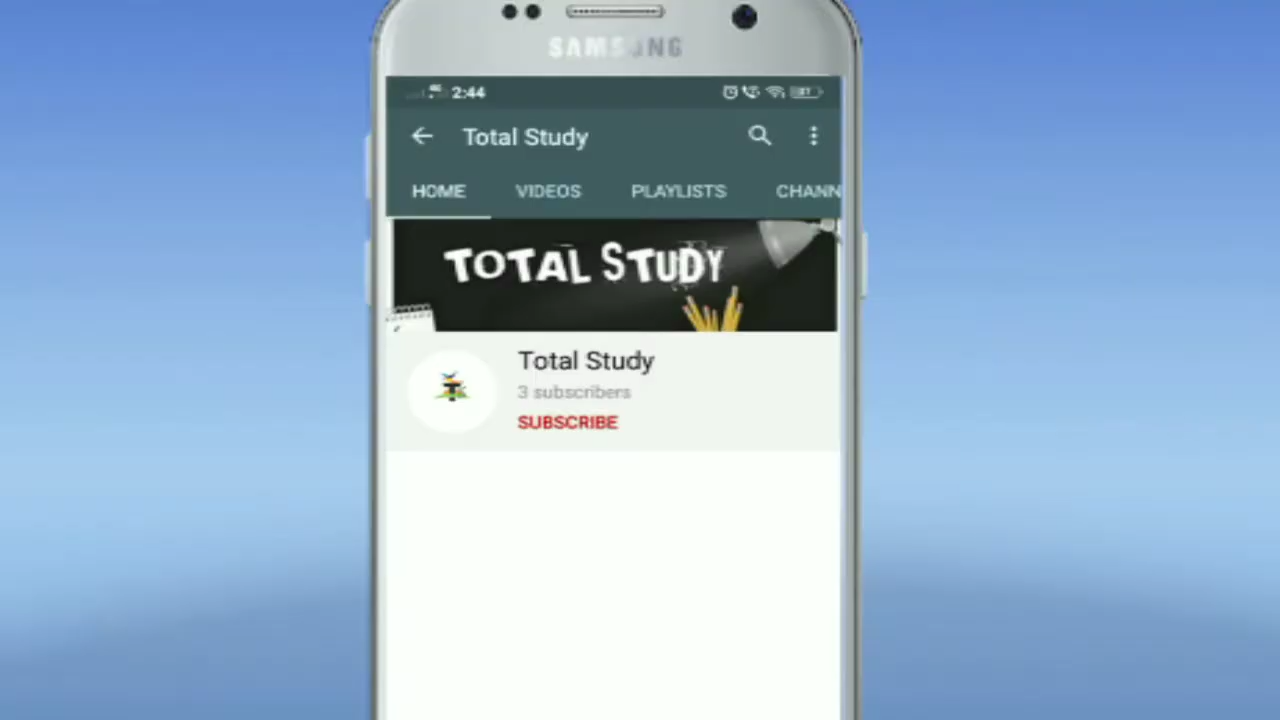 SAMSUNG
2:44
Total Study
HOME VIDEOS PLAYLISTS CHANN
TOTAL STUDY
Total Study
3 subscribers
SUBSCRIBE